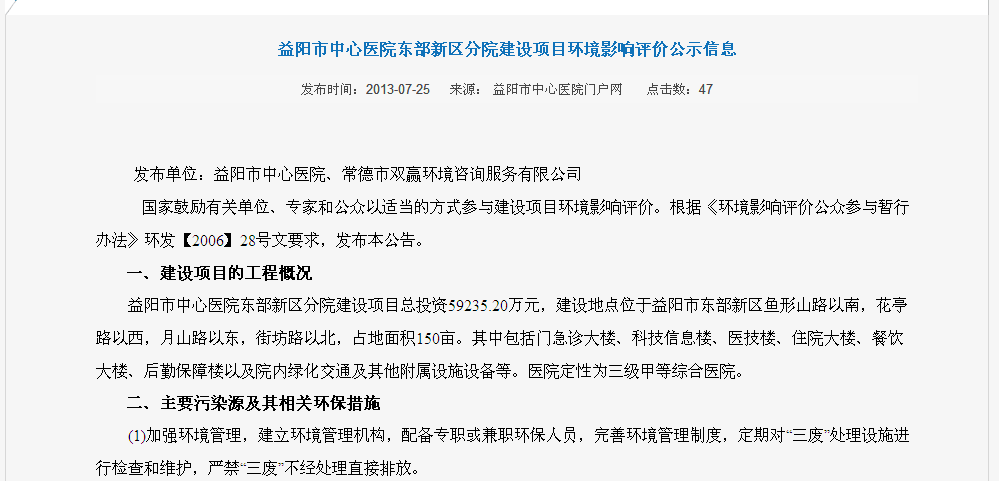 益阳市中心医院东部新区分院建设项目环境影响评价公示信息
发布时间：2013-07-25 来源： 益阳市中心医院门户网 点击数：47
发布单位：益阳市中心医院、常德市双赢环境咨询服务有限公司
国家鼓励有关单位、专家和公众以适当的方式参与建设项目环境影响评价。根据《环境影响评价公众参与暂行
办法》环发【2006】28号文要求，发布本公告。
一、建设项目的工程概况
益阳市中心医院东部新区分院建设项目总投资59235.20万元，建设地点位于益阳市东部新区鱼形山路以南，花亭
路以西，月山路以东，街坊路以北，占地面积150亩。其中包括门急诊大楼、科技信息楼、医技楼、住院大楼、餐饮
大楼、后勤保障楼以及院内绿化交通及其他附属设施设备等。医院定性为三级甲等综合医院。
二、主要污染源及其相关环保措施
(1)加强环境管理，建立环境管理机构，配备专职或兼职环保人员，完善环境管理制度，定期对“三废”处理设施进
行检查和维护，严禁“三废”不经处理直接排放。